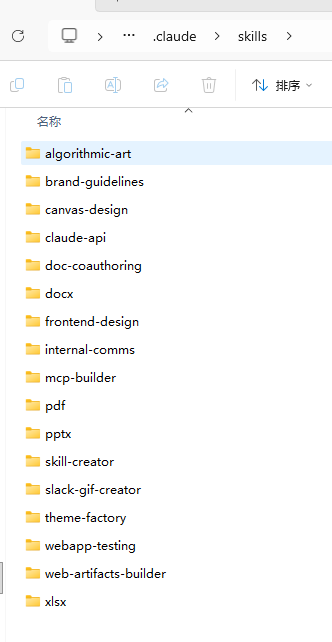 ... .claude skills
排序
名称
algorithmic-art
brand-guidelines
canvas-design
claude-api
doc-coauthoring
docx
frontend-design
internal-comms
mcp-builder
pdf
pptx
skill-creator
slack-gif-creator
theme-factory
webapp-testing
web-artifacts-builder
xlsx